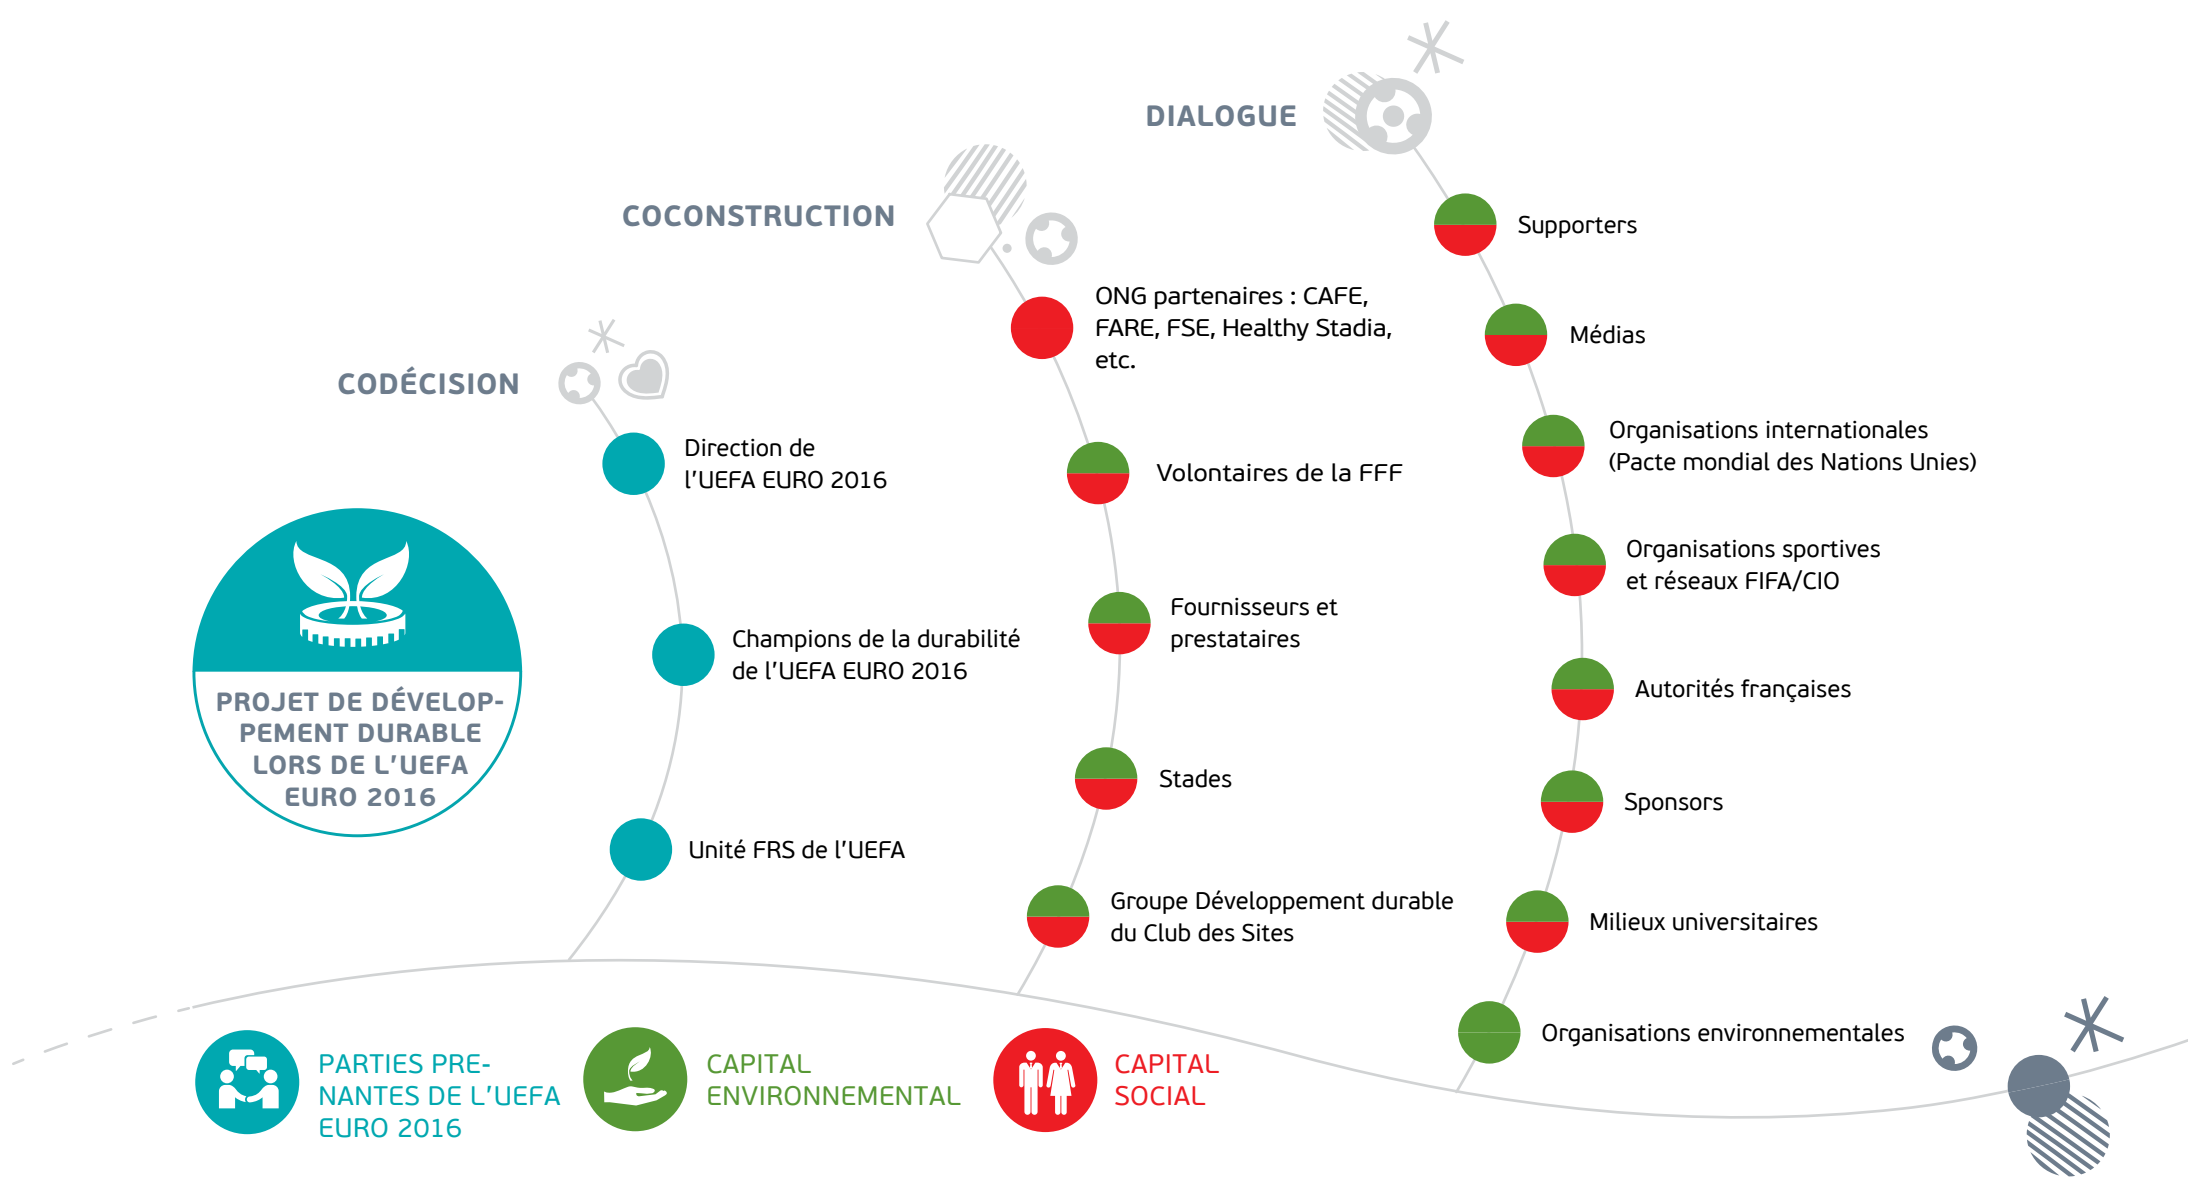 DIALOGUE
Supporters
Médias
Organisations internationales
(Pacte mondial des Nations Unies)
Organisations sportives
et réseaux FIFA/CIO
Autorités françaises
Sponsors
Milieux universitaires
Organisations environnementales
COCONSTRUCTION
ONG partenaires : CAFE,
FARE, FSE, Healthy Stadia,
etc.
Volontaires de la FFF
Fournisseurs et
prestataires
Stades
Groupe Développement durable
du Club des Sites
CODÉCISION
Direction de
l'UEFA EURO 2016
Champions de la durabilité
de l'UEFA EURO 2016
Unité FRS de l'UEFA
PROJET DE DÉVELOP-
PEMENT DURABLE
LORS DE L'UEFA
EURO 2016
PARTIES PRE-
NANTES DE L'UEFA
EURO 2016
CAPITAL
ENVIRONNEMENTAL
CAPITAL
SOCIAL